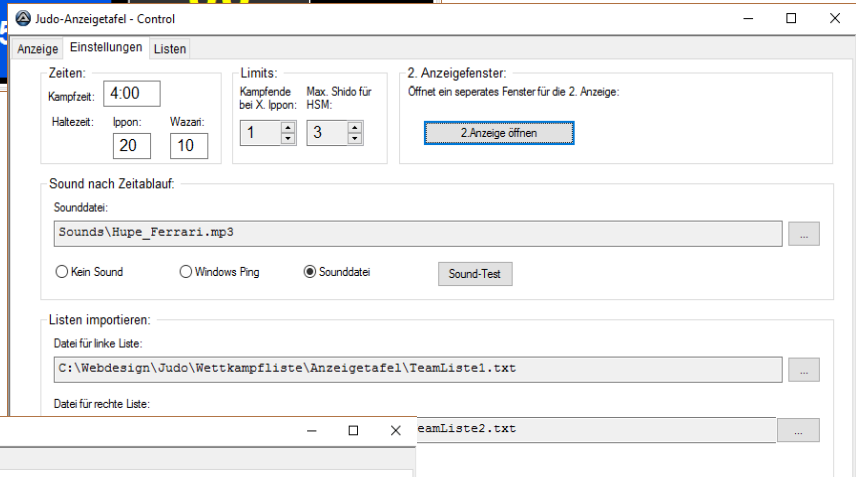 Judo-Anzeigetafel - Control
Anzeige Einstellungen Listen
Zeiten:
Kampfzeit: 4:00
Haltezeit: Ippon: Wazari:
20 10
Limits:
Kampfende bei X. Ippon:
Max. Shido für HSM:
1 3
2. Anzeigefenster:
Öffnet ein seperates Fenster für die 2. Anzeige:
2.Anzeige öffnen
Sound nach Zeitablauf:
Sounddatei:
Sounds\Hupe_Ferrari.mp3
...
Kein Sound Windows Ping Sounddatei Sound-Test
Listen importieren:
Datei für linke Liste:
C:\Webdesign\Judo\Wettkampfliste\Anzeigetafel\TeamListe1.txt
...
Datei für rechte Liste:
eamListe2.txt
...